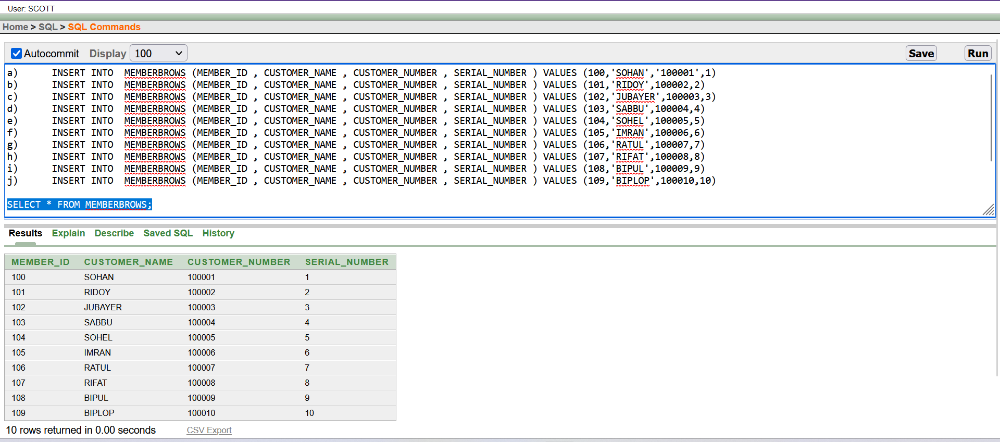 User: SCOTT
Home > SQL > SQL Commands
Autocommit Display 100 Save Run
a) INSERT INTO MEMBERBROWS (MEMBER_ID , CUSTOMER_NAME , CUSTOMER_NUMBER , SERIAL_NUMBER ) VALUES (100,'SOHAN','100001',1)
b) INSERT INTO MEMBERBROWS (MEMBER_ID , CUSTOMER_NAME , CUSTOMER_NUMBER , SERIAL_NUMBER ) VALUES (101,'RIDOY',100002,2)
c) INSERT INTO MEMBERBROWS (MEMBER_ID , CUSTOMER_NAME , CUSTOMER_NUMBER , SERIAL_NUMBER ) VALUES (102,'JUBAYER',100003,3)
d) INSERT INTO MEMBERBROWS (MEMBER_ID , CUSTOMER_NAME , CUSTOMER_NUMBER , SERIAL_NUMBER ) VALUES (103,'SABBU',100004,4)
e) INSERT INTO MEMBERBROWS (MEMBER_ID , CUSTOMER_NAME , CUSTOMER_NUMBER , SERIAL_NUMBER ) VALUES (104,'SOHEL',100005,5)
f) INSERT INTO MEMBERBROWS (MEMBER_ID , CUSTOMER_NAME , CUSTOMER_NUMBER , SERIAL_NUMBER ) VALUES (105,'IMRAN',100006,6)
g) INSERT INTO MEMBERBROWS (MEMBER_ID , CUSTOMER_NAME , CUSTOMER_NUMBER , SERIAL_NUMBER ) VALUES (106,'RATUL',100007,7)
h) INSERT INTO MEMBERBROWS (MEMBER_ID , CUSTOMER_NAME , CUSTOMER_NUMBER , SERIAL_NUMBER ) VALUES (107,'RIFAT',100008,8)
i) INSERT INTO MEMBERBROWS (MEMBER_ID , CUSTOMER_NAME , CUSTOMER_NUMBER , SERIAL_NUMBER ) VALUES (108,'BIPUL',100009,9)
j) INSERT INTO MEMBERBROWS (MEMBER_ID , CUSTOMER_NAME , CUSTOMER_NUMBER , SERIAL_NUMBER ) VALUES (109,'BIPLOP',100010,10)
SELECT * FROM MEMBERBROWS;
Results Explain Describe Saved SQL History
MEMBER_ID CUSTOMER_NAME CUSTOMER_NUMBER SERIAL_NUMBER
100 SOHAN 100001 1
101 RIDOY 100002 2
102 JUBAYER 100003 3
103 SABBU 100004 4
104 SOHEL 100005 5
105 IMRAN 100006 6
106 RATUL 100007 7
107 RIFAT 100008 8
108 BIPUL 100009 9
109 BIPLOP 100010 10
10 rows returned in 0.00 seconds CSV Export